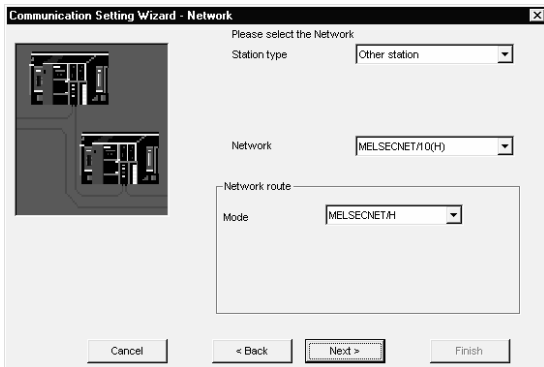 Communication Setting Wizard - Network
Please select the Network
Station type
Other station
Network
MELSECNET/10(H)
Network route
Mode
MELSECNET/H
Cancel
< Back
Next >
Finish